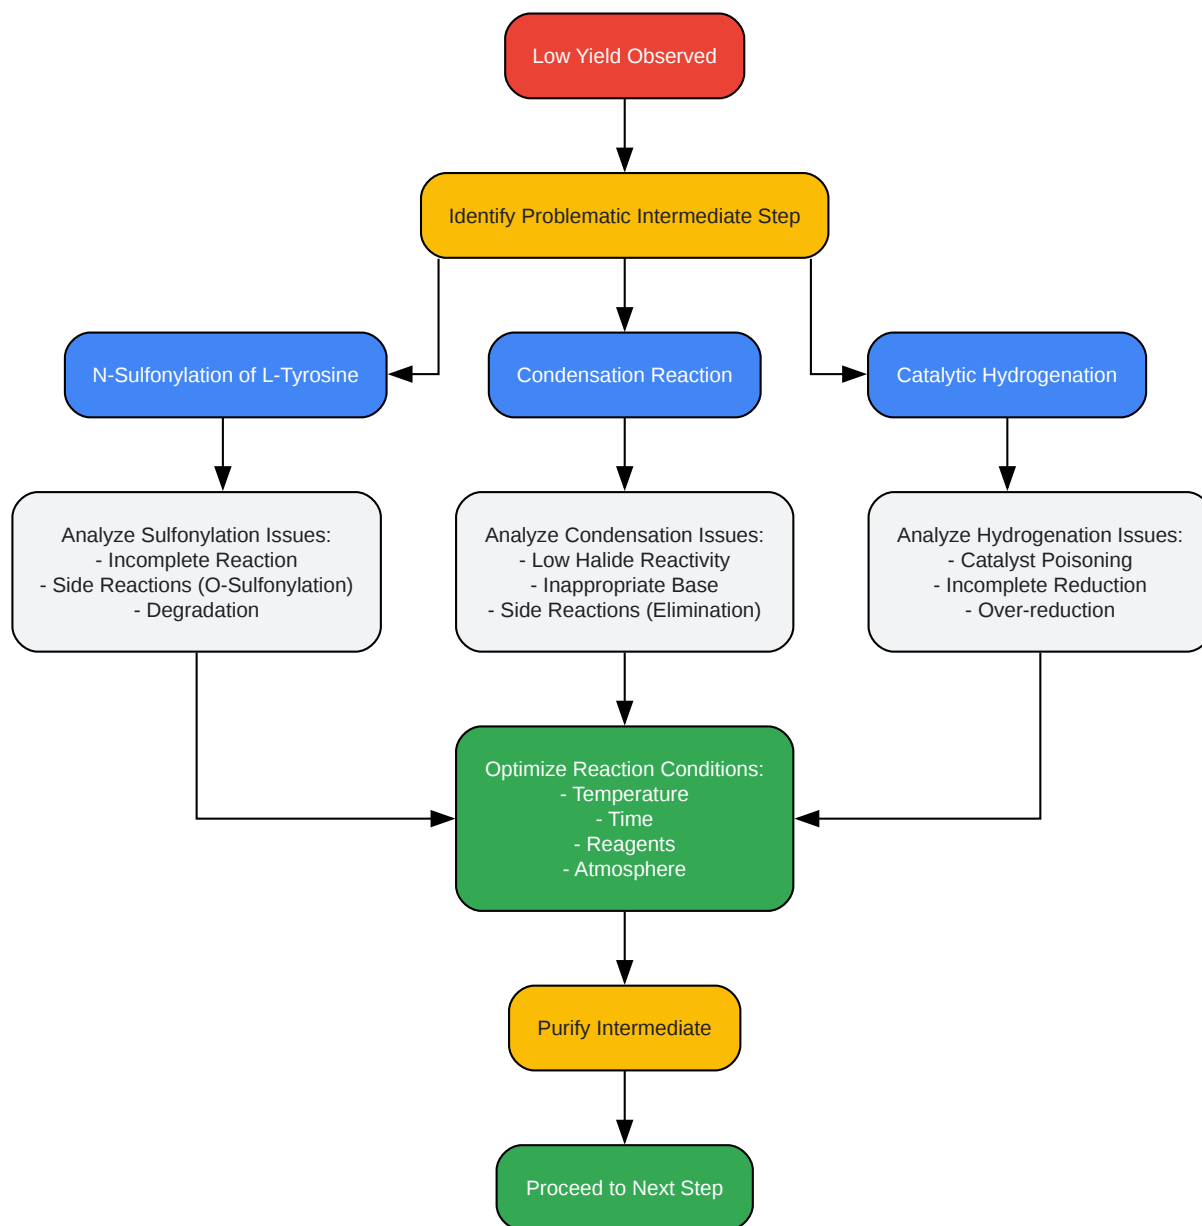 Low Yield Observed
Identify Problematic Intermediate Step
N-Sulfonylation of L-Tyrosine
Condensation Reaction
Catalytic Hydrogenation
Analyze Sulfonylation Issues:
- Incomplete Reaction
- Side Reactions (O-Sulfonylation)
- Degradation
Analyze Condensation Issues:
- Low Halide Reactivity
- Inappropriate Base
- Side Reactions (Elimination)
Analyze Hydrogenation Issues:
- Catalyst Poisoning
- Incomplete Reduction
- Over-reduction
Optimize Reaction Conditions:
- Temperature
- Time
- Reagents
- Atmosphere
Purify Intermediate
Proceed to Next Step